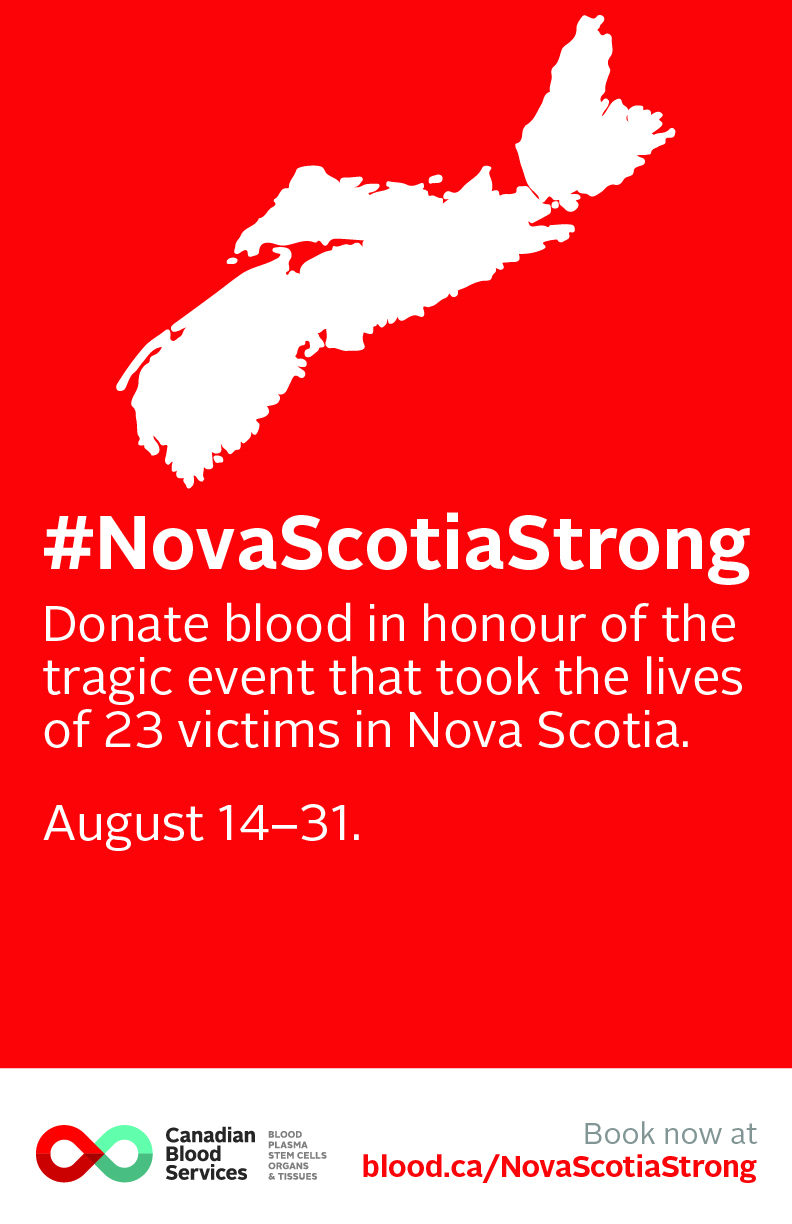 #NovaScotiaStrong
Donate blood in honour of the
tragic event that took the lives
of 23 victims in Nova Scotia.
August 14–31.
Canadian
Blood
Services
BLOOD
PLASMA
STEM CELLS
ORGANS
& TISSUES
Book now at
blood.ca/NovaScotiaStrong